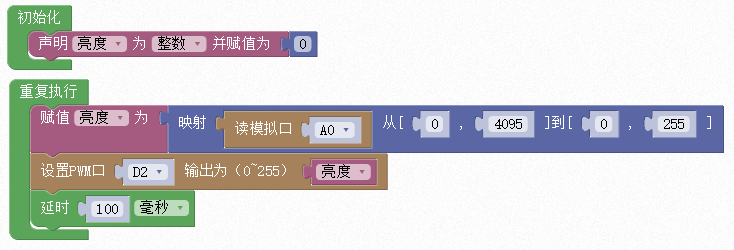 初始化
声明 亮度 为 整数 并赋值为 0
重复执行
赋值 亮度 为 映射 读模拟口 A0 从[ 0 , 4095 ]到[ 0 , 255 ]
设置PWM口 D2 输出为（0~255） 亮度
延时 100 毫秒